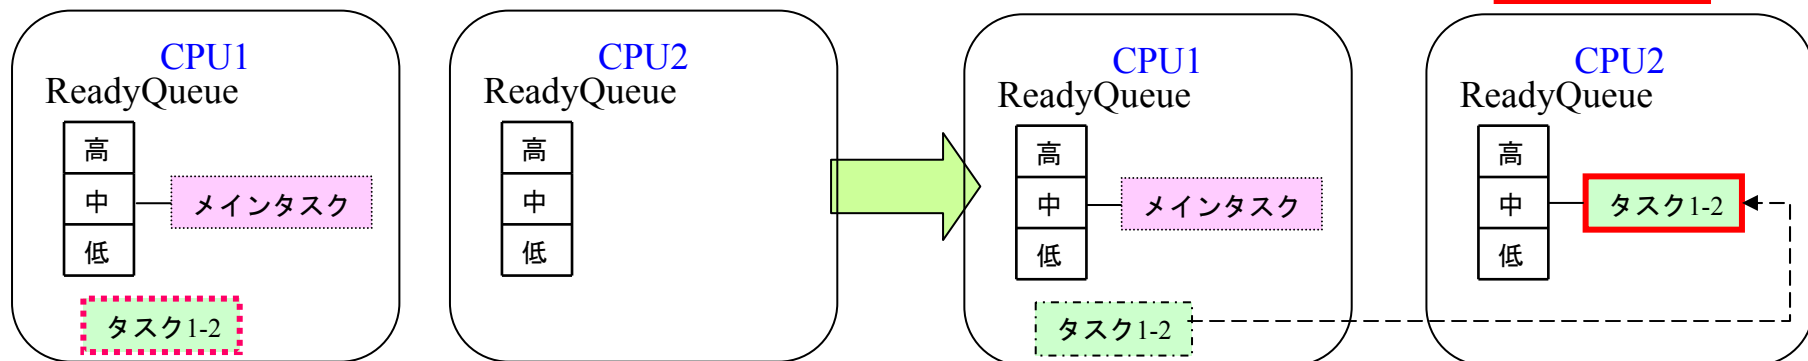 CPU1
ReadyQueue
高
中
メインタスク
低
タスク1-2
CPU2
ReadyQueue
高
中
低
CPU1
ReadyQueue
高
中
メインタスク
低
タスク1-2
CPU2
ReadyQueue
高
中
タスク1-2
低